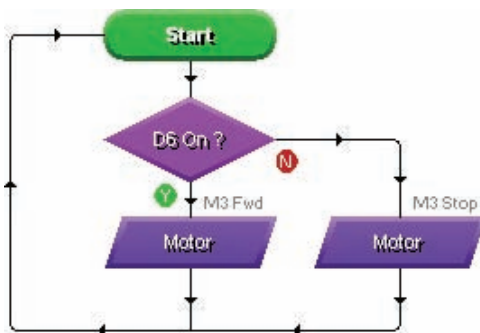 Start
D6 On ?
N
Y
M3 Fwd
M3 Stop
Motor
Motor